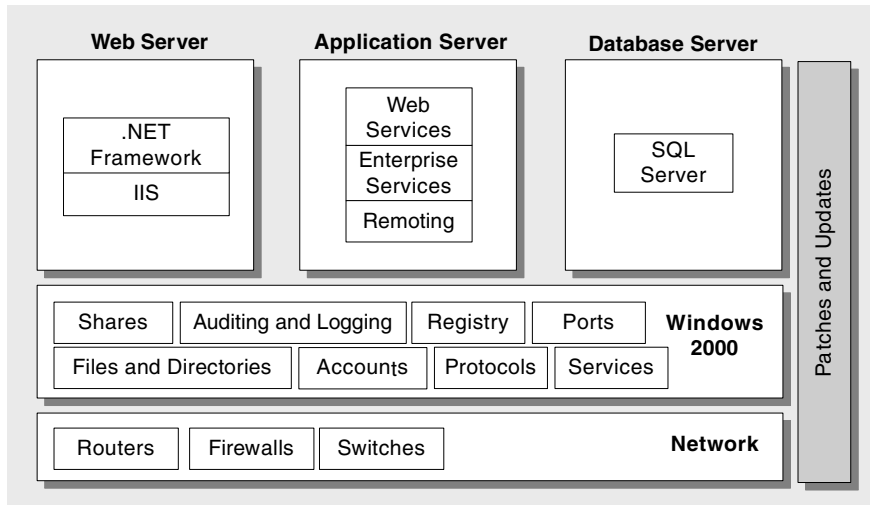 Web Server
Application Server
Database Server
.NET
Framework
IIS
Web
Services
Enterprise
Services
Remoting
SQL
Server
Patches and Updates
Shares
Auditing and Logging
Registry
Ports
Windows
2000
Files and Directories
Accounts
Protocols
Services
Routers
Firewalls
Switches
Network